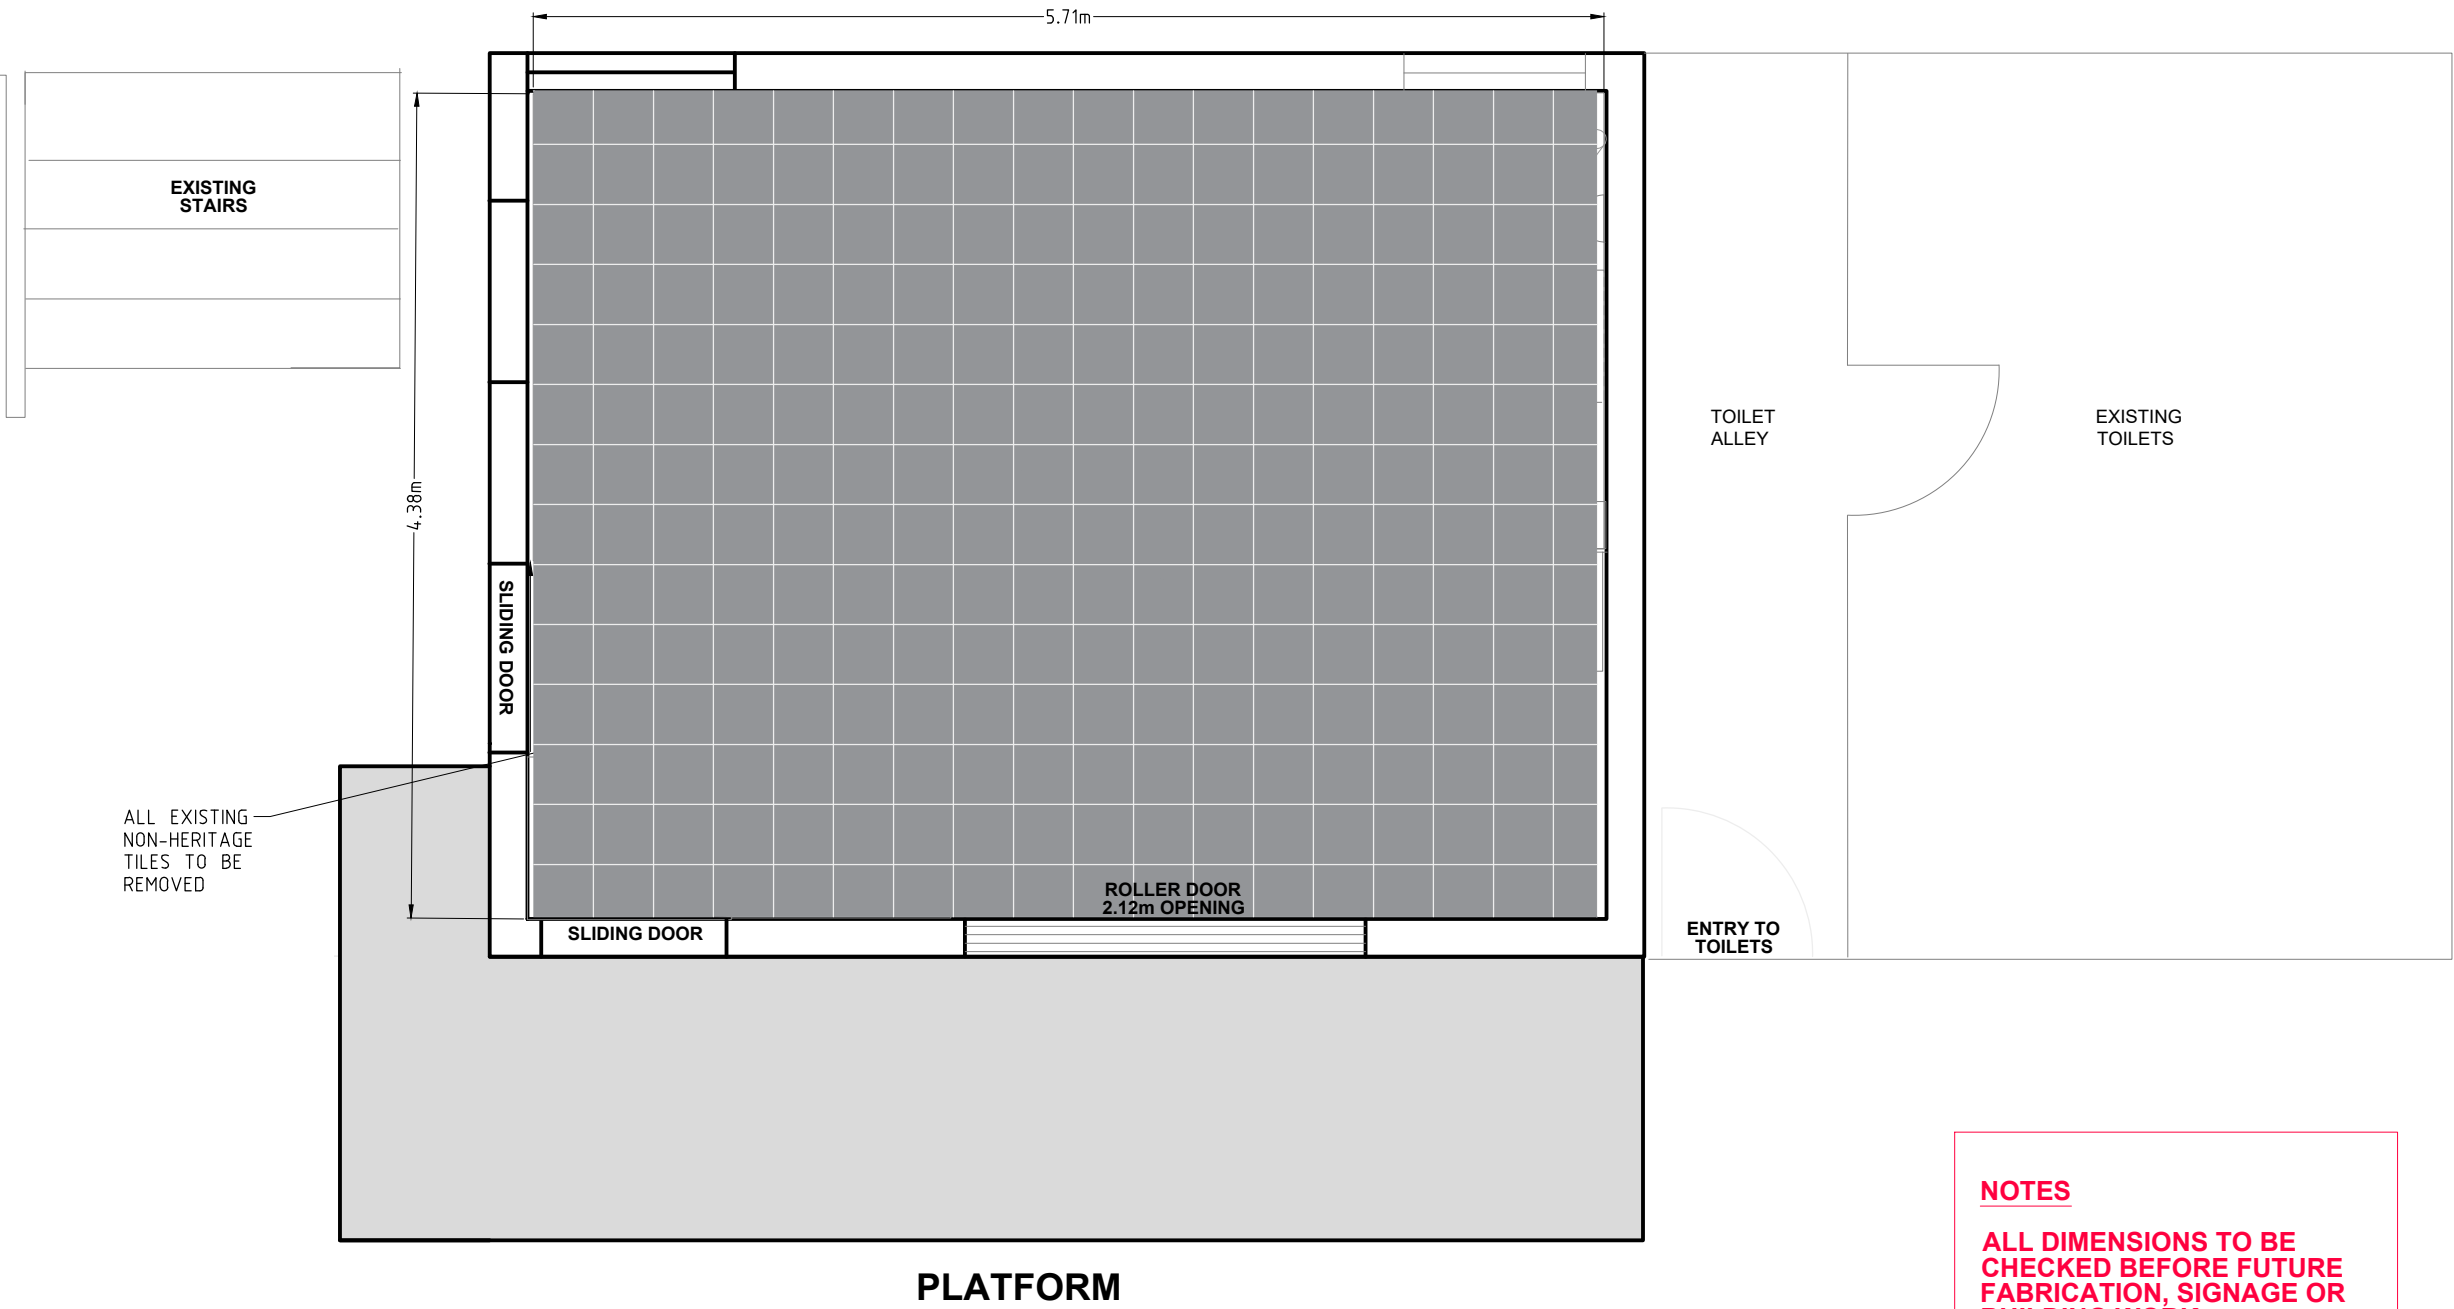 5.71m
EXISTING
STAIRS
4.38m
TOILET
ALLEY
EXISTING
TOILETS
SLIDING DOOR
ALL EXISTING
NON-HERITAGE
TILES TO BE
REMOVED
ROLLER DOOR
2.12m OPENING
SLIDING DOOR
ENTRY TO
TOILETS
PLATFORM
NOTES
ALL DIMENSIONS TO BE
CHECKED BEFORE FUTURE
FABRICATION, SIGNAGE OR